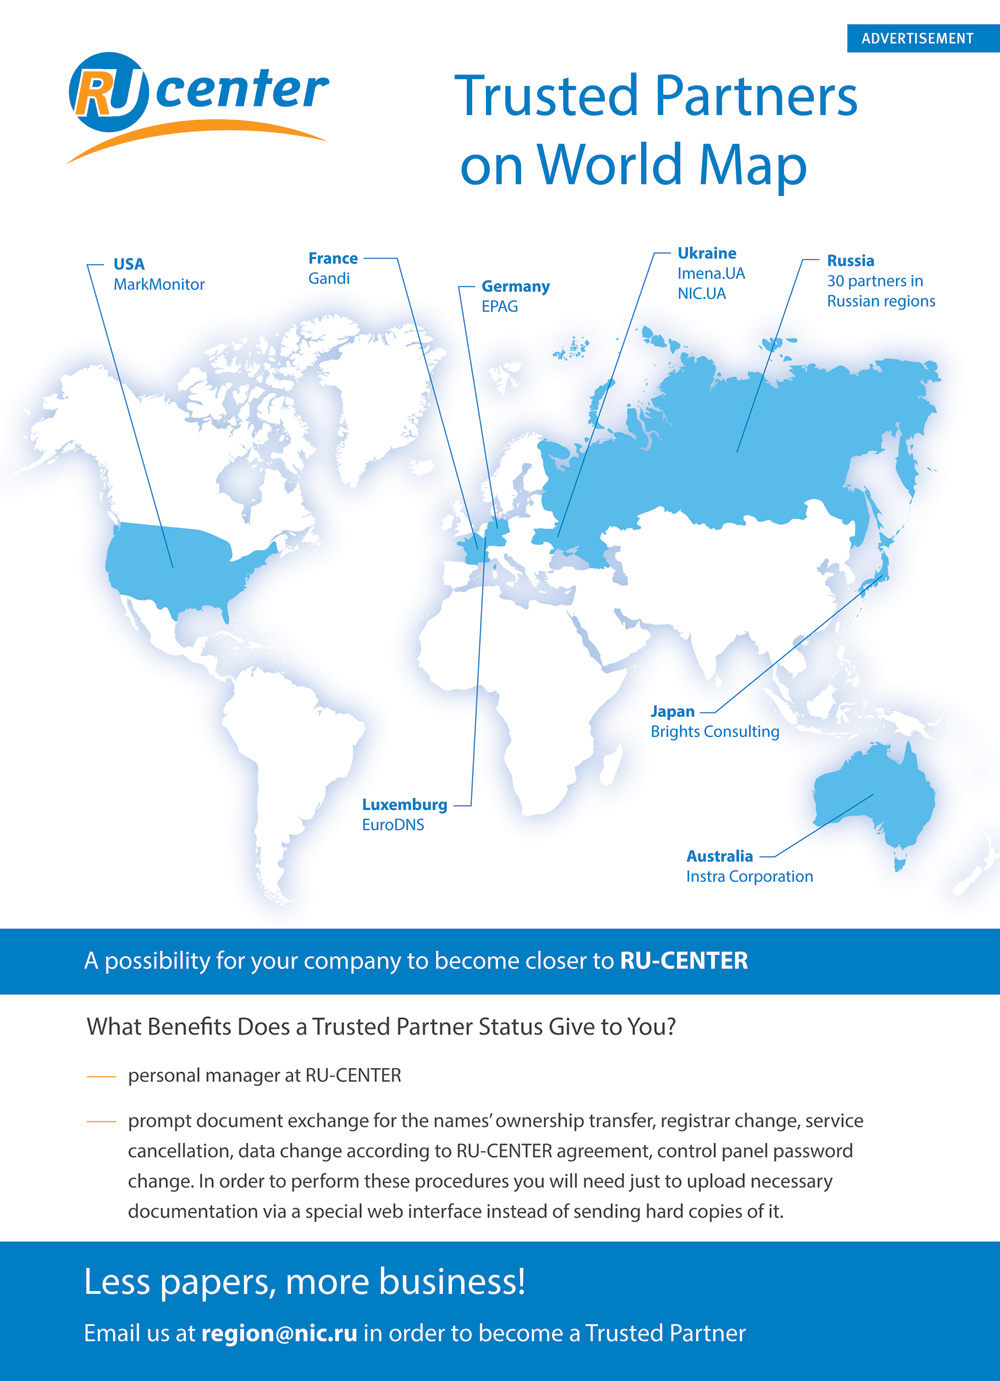 ADVERTISEMENT
RU center
Trusted Partners
on World Map
USA
MarkMonitor
France
Gandi
Germany
EPAG
Ukraine
Imena.UA
NIC.UA
Russia
30 partners in
Russian regions
Japan
Brights Consulting
Luxemburg
EuroDNS
Australia
Instra Corporation
A possibility for your company to become closer to RU-CENTER
What Benefits Does a Trusted Partner Status Give to You?
— personal manager at RU-CENTER
— prompt document exchange for the names’ ownership transfer, registrar change, service
cancellation, data change according to RU-CENTER agreement, control panel password
change. In order to perform these procedures you will need just to upload necessary
documentation via a special web interface instead of sending hard copies of it.
Less papers, more business!
Email us at region@nic.ru in order to become a Trusted Partner